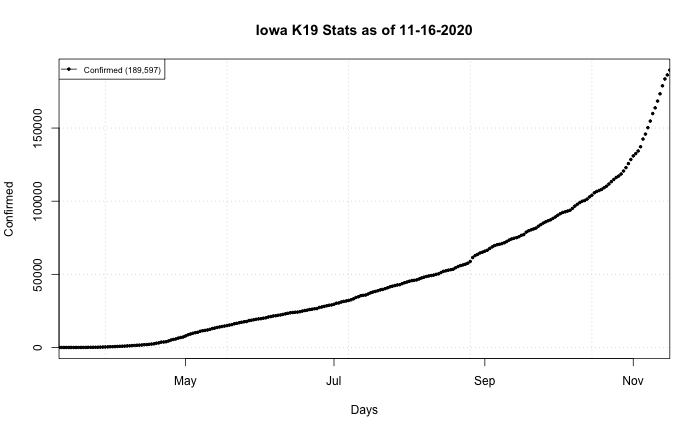 Iowa K19 Stats as of 11-16-2020
Confirmed (189,597)
Confirmed
150000
100000
50000
0
May Jul Sep Nov
Days